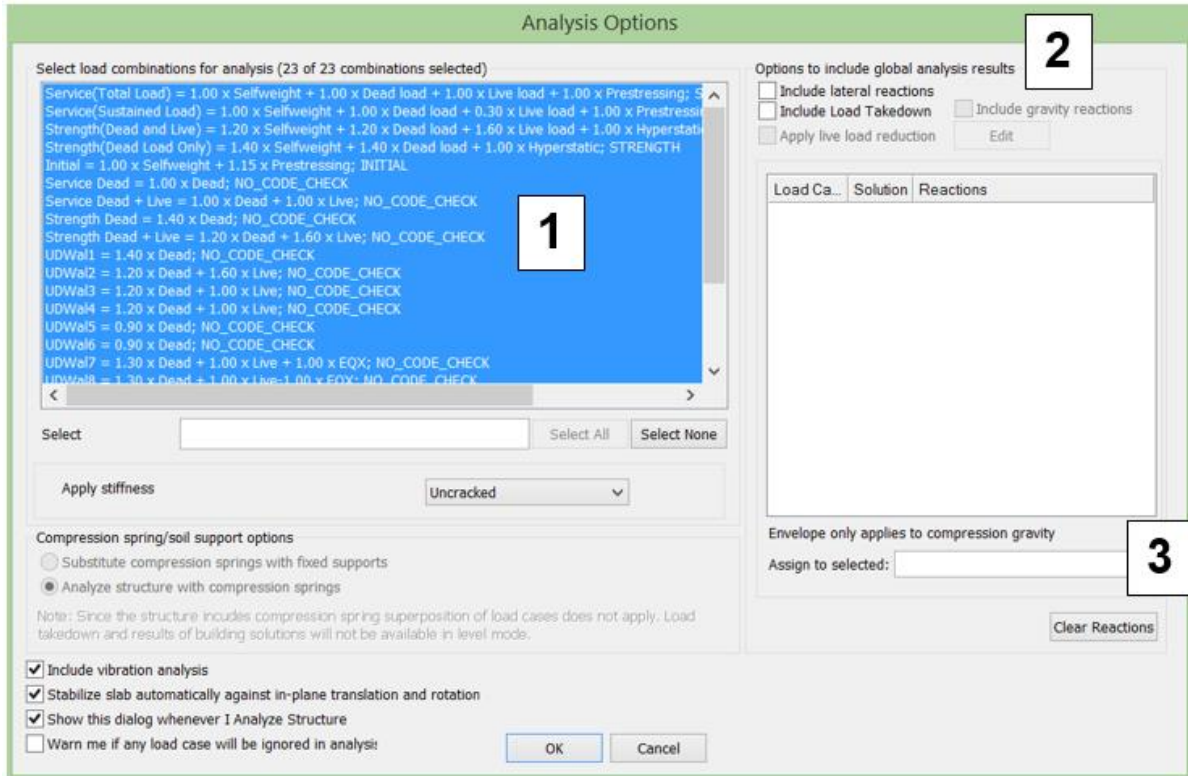 Analysis Options
2
Select load combinations for analysis (23 of 23 combinations selected)
Service(Total Load) = 1.00 x Selfweight + 1.00 x Dead load + 1.00 x Live load + 1.00 x Prestressing; S
Service(Sustained Load) = 1.00 x Selfweight + 1.00 x Dead load + 0.30 x Live load + 1.00 x Prestressin
Strength(Dead and Live) = 1.20 x Selfweight + 1.20 x Dead load + 1.60 x Live load + 1.00 x Hyperstati
Strength(Dead Load Only) = 1.40 x Selfweight + 1.40 x Dead load + 1.00 x Hyperstatic; STRENGTH
Initial = 1.00 x Selfweight + 1.15 x Prestressing; INITIAL
Service Dead = 1.00 x Dead; NO_CODE_CHECK
Service Dead + Live = 1.00 x Dead + 1.00 x Live; NO_CODE_CHECK
Strength Dead = 1.40 x Dead; NO_CODE_CHECK
Strength Dead + Live = 1.20 x Dead + 1.60 x Live; NO_CODE_CHECK
UDWal1 = 1.40 x Dead; NO_CODE_CHECK
UDWal2 = 1.20 x Dead + 1.60 x Live; NO_CODE_CHECK
UDWal3 = 1.20 x Dead + 1.00 x Live; NO_CODE_CHECK
UDWal4 = 1.20 x Dead + 1.00 x Live; NO_CODE_CHECK
UDWal5 = 0.90 x Dead; NO_CODE_CHECK
UDWal6 = 0.90 x Dead; NO_CODE_CHECK
UDWal7 = 1.30 x Dead + 1.00 x Live + 1.00 x EQX; NO_CODE_CHECK
UDWal8 = 1.30 x Dead + 1.00 x Live-1.00 x EQX; NO_CODE_CHECK
1
Select
Select All
Select None
Apply stiffness
Uncracked
Compression spring/soil support options
Substitute compression springs with fixed supports
Analyze structure with compression springs
Note: Since the structure incudes compression spring superposition of load cases does not apply. Load
takedown and results of building solutions will not be available in level mode.
Include vibration analysis
Stabilize slab automatically against in-plane translation and rotation
Show this dialog whenever I Analyze Structure
Warn me if any load case will be ignored in analysis
OK
Cancel
Options to include global analysis results
Include lateral reactions
Include Load Takedown
Include gravity reactions
Apply live load reduction
Edit
Load Ca... Solution Reactions
Envelope only applies to compression gravity
Assign to selected:
3
Clear Reactions